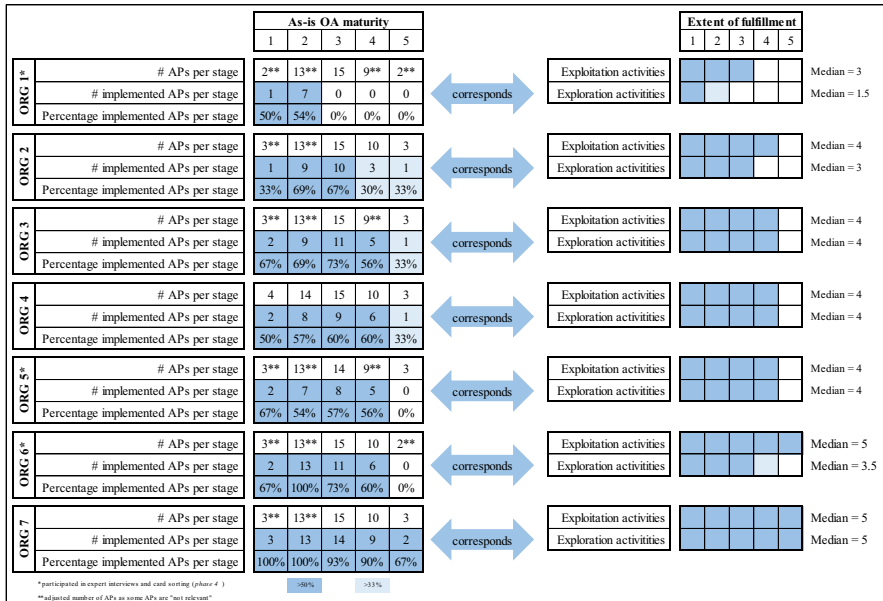 As-is OA maturity Extent of fulfillment
1 2 3 4 5 1 2 3 4 5
ORG 1*
# APs per stage 2** 13** 15 9** 2** Exploitation activitities Median = 3
# implemented APs per stage 1 7 0 0 0 corresponds Exploration activitities Median = 1.5
Percentage implemented APs per stage 50% 54% 0% 0% 0%
ORG 2
# APs per stage 3** 13** 15 10 3 Exploitation activities Median = 4
# implemented APs per stage 1 9 10 3 1 corresponds Exploration activities Median = 3
Percentage implemented APs per stage 33% 69% 67% 30% 33%
ORG 3
# APs per stage 3** 13** 15 9** 3 Exploitation activities Median = 4
# implemented APs per stage 2 9 11 5 1 corresponds Exploration activities Median = 4
Percentage implemented APs per stage 67% 69% 73% 56% 33%
ORG 4
# APs per stage 4 14 15 10 3 Exploitation activities Median = 4
# implemented APs per stage 2 8 9 6 1 corresponds Exploration activities Median = 4
Percentage implemented APs per stage 50% 57% 60% 60% 33%
ORG 5*
# APs per stage 3** 13** 14 9** 3 Exploitation activities Median = 4
# implemented APs per stage 2 7 8 5 0 corresponds Exploration activities Median = 4
Percentage implemented APs per stage 67% 54% 57% 56% 0%
ORG 6*
# APs per stage 3** 13** 15 10 2** Exploitation activities Median = 5
# implemented APs per stage 2 13 11 6 0 corresponds Exploration activities Median = 3.5
Percentage implemented APs per stage 67% 100% 73% 60% 0%
ORG 7
# APs per stage 3** 13** 15 10 3 Exploitation activities Median = 5
# implemented APs per stage 3 13 14 9 2 corresponds Exploration activities Median = 5
Percentage implemented APs per stage 100% 100% 93% 90% 67%
* participated in expert interviews and card sorting (phase 4 ) >50% >33%
**adjusted number of APs as some APs are "not relevant"